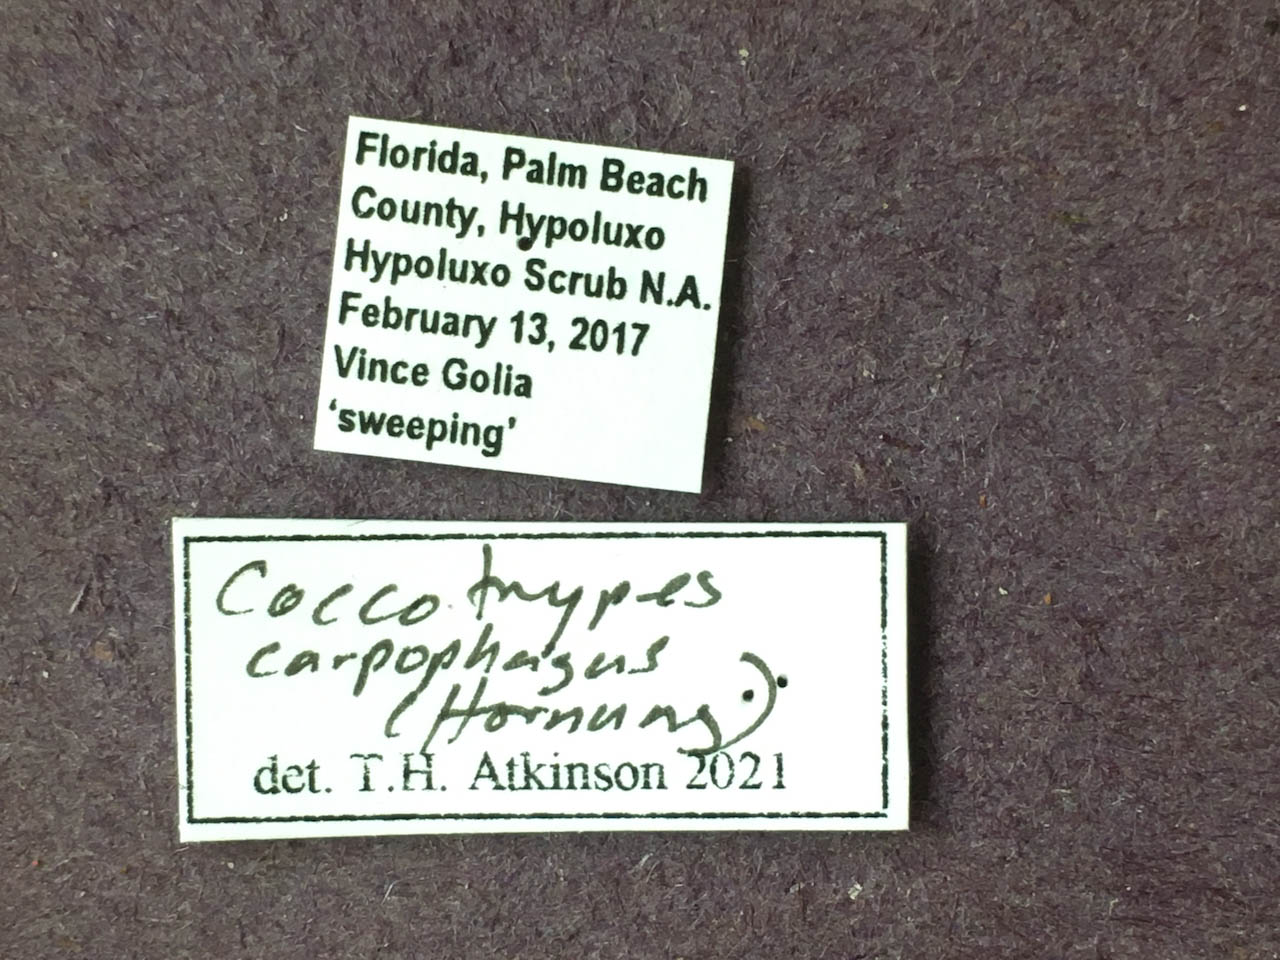 Florida, Palm Beach
County, Hypoluxo
Hypoluxo Scrub N.A.
February 13, 2017
Vince Golia
‘sweeping’
Coccotrypes
carpophagus
(Hornung)
det. T.H. Atkinson 2021